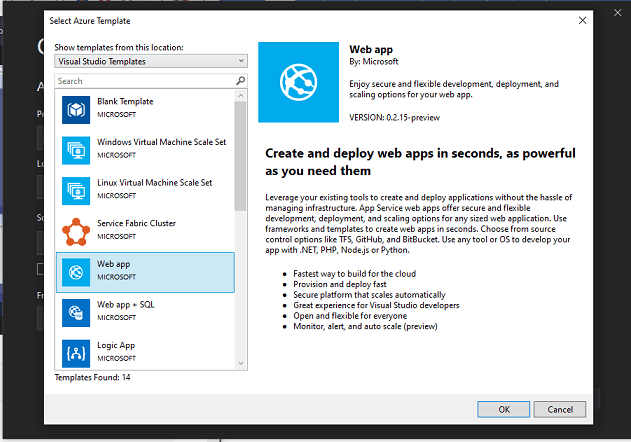 Select Azure Template
Show templates from this location:
Visual Studio Templates
Search
Blank Template
MICROSOFT
Windows Virtual Machine Scale Set
MICROSOFT
Linux Virtual Machine Scale Set
MICROSOFT
Service Fabric Cluster
MICROSOFT
Web app
MICROSOFT
Web app + SQL
MICROSOFT
Logic App
MICROSOFT
Templates Found: 14
Web app
By: Microsoft
Enjoy secure and flexible development, deployment, and
scaling options for your web app.
VERSION: 0.2.15-preview
Create and deploy web apps in seconds, as powerful
as you need them
Leverage your existing tools to create and deploy applications without the hassle of
managing infrastructure. App Service web apps offer secure and flexible
development, deployment, and scaling options for any sized web application. Use
frameworks and templates to create web apps in seconds. Choose from source
control options like TFS, GitHub, and BitBucket. Use any tool or OS to develop your
app with .NET, PHP, Node.js or Python.
Fastest way to build for the cloud
Provision and deploy fast
Secure platform that scales automatically
Great experience for Visual Studio developers
Open and flexible for everyone
Monitor, alert, and auto scale (preview)
OK
Cancel